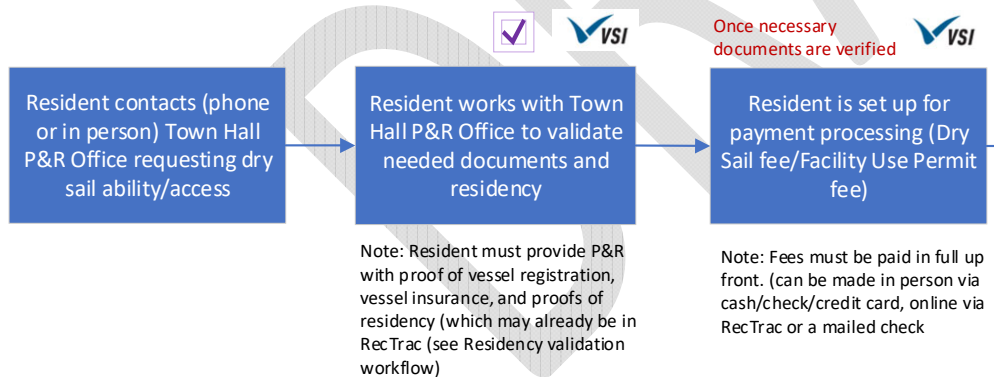 VSI
Once necessary
documents are verified
VSI
Resident contacts (phone
or in person) Town Hall
P&R Office requesting dry
sail ability/access
Resident works with Town
Hall P&R Office to validate
needed documents and
residency
Resident is set up for
payment processing (Dry
Sail fee/Facility Use Permit
fee)
Note: Resident must provide P&R
with proof of vessel registration,
vessel insurance, and proofs of
residency (which may already be in
RecTrac (see Residency validation
workflow)
Note: Fees must be paid in full up
front. (can be made in person via
cash/check/credit card, online via
RecTrac or a mailed check